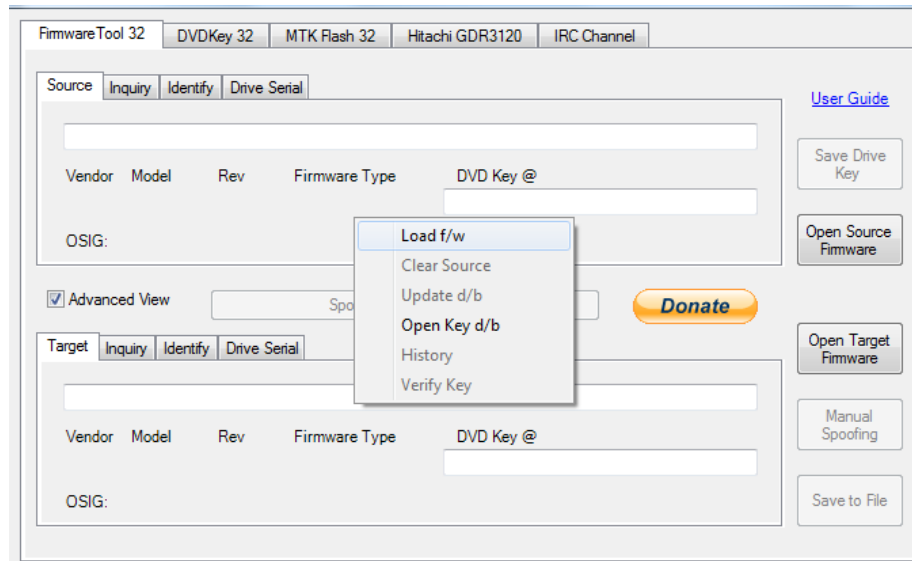 FirmwareTool 32 DVDKey 32 MTK Flash 32 Hitachi GDR3120 IRC Channel
Source Inquiry Identify Drive Serial
User Guide
Save Drive
Key
Vendor Model Rev Firmware Type DVD Key @
Load f/w
Open Source
Firmware
OSIG:
Clear Source
Advanced View
Update d/b
Spo
Donate
Open Key d/b
Target Inquiry Identify Drive Serial
Open Target
Firmware
History
Verify Key
Manual
Spoofing
Vendor Model Rev Firmware Type DVD Key @
OSIG:
Save to File